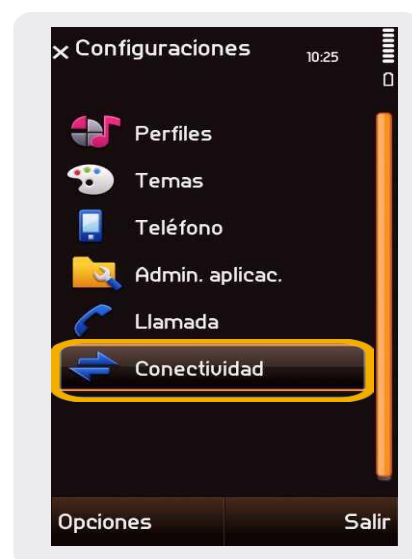 Configuraciones
10:25
Perfiles
Temas
Teléfono
Admin. aplicac.
Llamada
Conectividad
Opciones
Salir